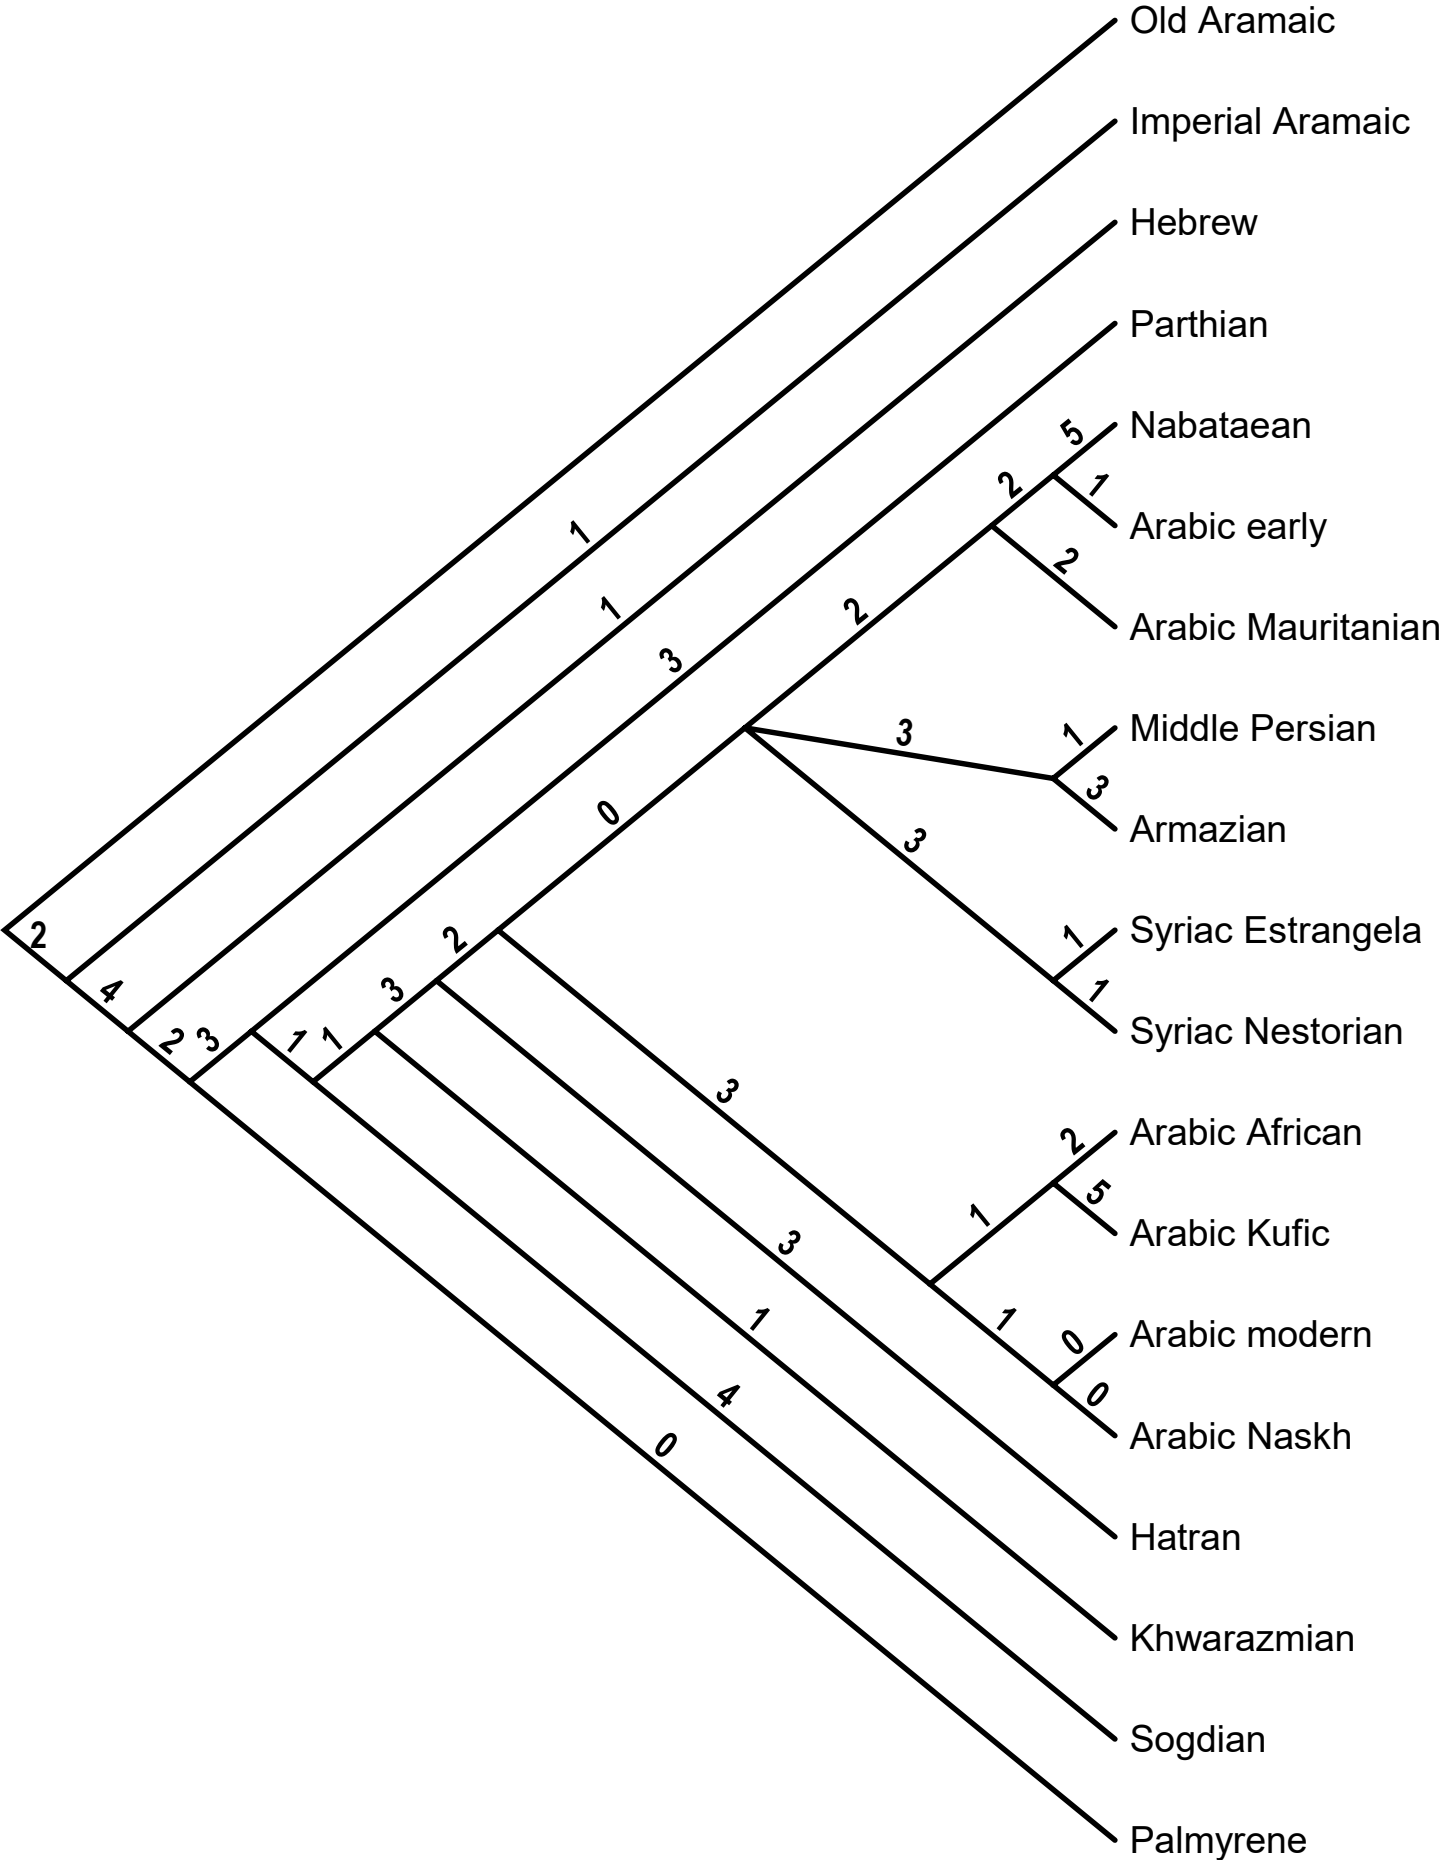 Old Aramaic
Imperial Aramaic
Hebrew
Parthian
5
Nabataean
2
1
Arabic early
1
2
2
1
Arabic Mauritanian
3
3
1
Middle Persian
0
3
3
Armazian
2
2
1
Syriac Estrangela
4
3
1
2
3
1
1
Syriac Nestorian
3
2
Arabic African
1
5
Arabic Kufic
3
1
1
0
Arabic modern
4
0
0
Arabic Naskh
Hatran
Khwarazmian
Sogdian
Palmyrene